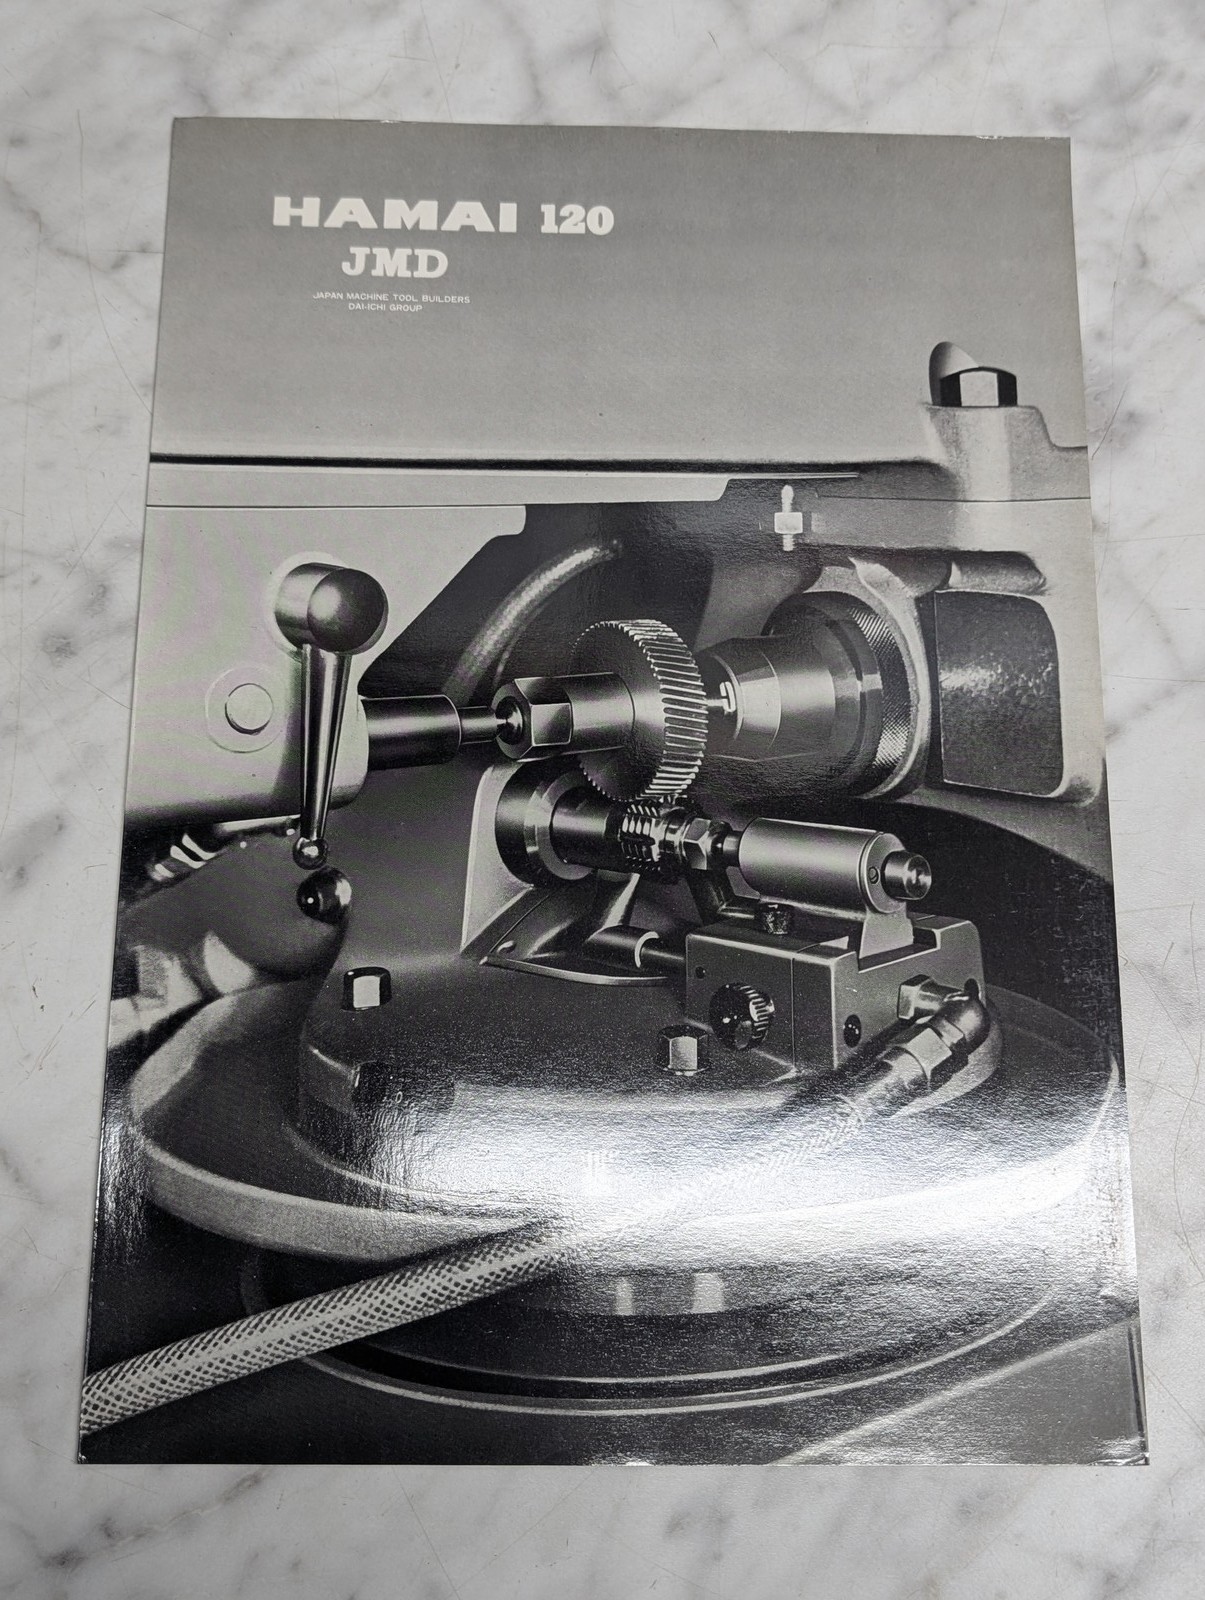 HAMAI 120
JMD
JAPAN MACHINE TOOL BUILDERS
DAI-ICHI GROUP